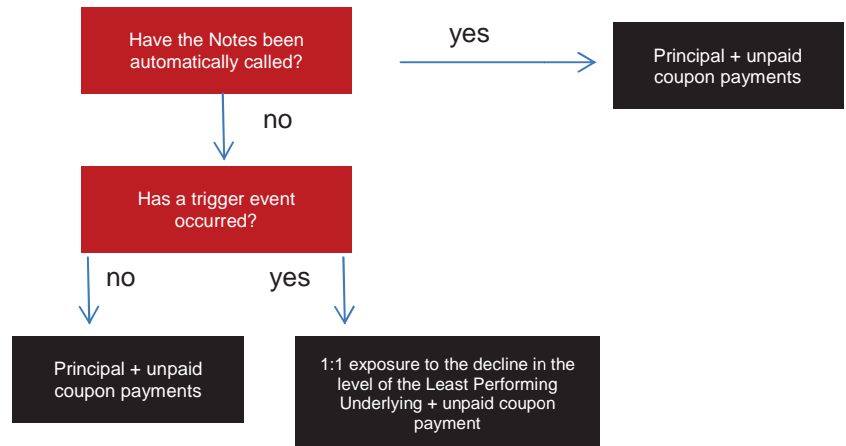 Have the Notes been
automatically called?
yes
Principal + unpaid
coupon payments
no
Has a trigger event
occurred?
no
yes
Principal + unpaid
coupon payments
1:1 exposure to the decline in the
level of the Least Performing
Underlying + unpaid coupon
payment